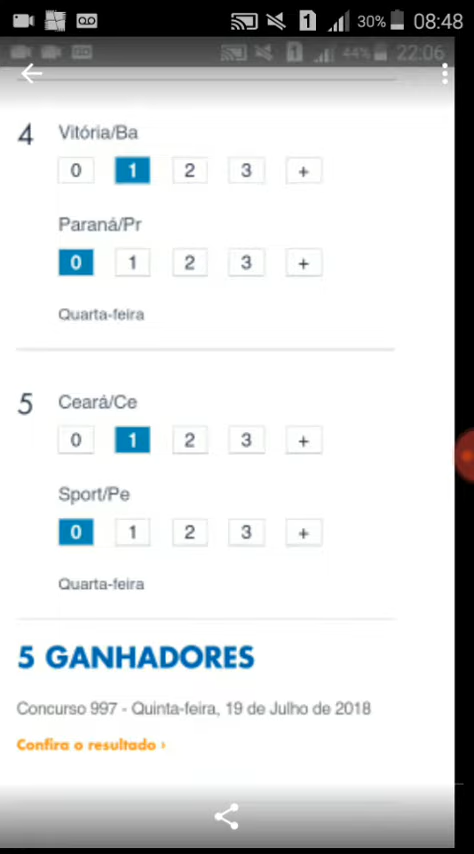 1 30% 08:48
1 44% 22:06
4 Vitória/Ba
0 1 2 3 +
Paraná/Pr
0 1 2 3 +
Quarta-feira
5 Ceará/Ce
0 1 2 3 +
Sport/Pe
0 1 2 3 +
Quarta-feira
5 GANHADORES
Concurso 997 - Quinta-feira, 19 de Julho de 2018
Confira o resultado ›